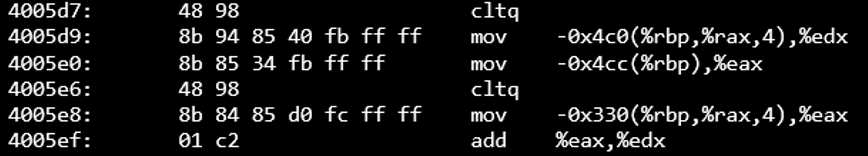 4005d7: 48 98 cltq
4005d9: 8b 94 85 40 fb ff ff mov -0x4c0(%rbp,%rax,4),%edx
4005e0: 8b 85 34 fb ff ff mov -0x4cc(%rbp),%eax
4005e6: 48 98 cltq
4005e8: 8b 84 85 d0 fc ff ff mov -0x330(%rbp,%rax,4),%eax
4005ef: 01 c2 add %eax,%edx